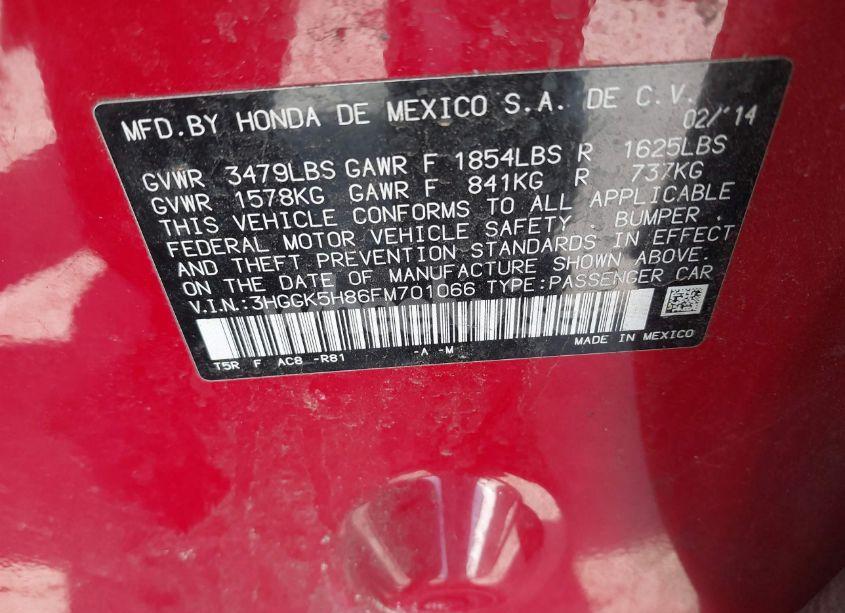 MFD.BY HONDA DE MEXICO S.A. DE C.V.
02/'14
GVWR 3479LBS GAWR F 1854LBS R 1625LBS
GVWR 1578KG GAWR F 841KG R 737KG
THIS VEHICLE CONFORMS TO ALL APPLICABLE
FEDERAL MOTOR VEHICLE SAFETY . BUMPER .
AND THEFT PREVENTION STANDARDS IN EFFECT
ON THE DATE OF MANUFACTURE SHOWN ABOVE.
V.I.N.:3HGGK5H86FM701066 TYPE:PASSENGER CAR
T5R F AC8 -R81 -A -M MADE IN MEXICO